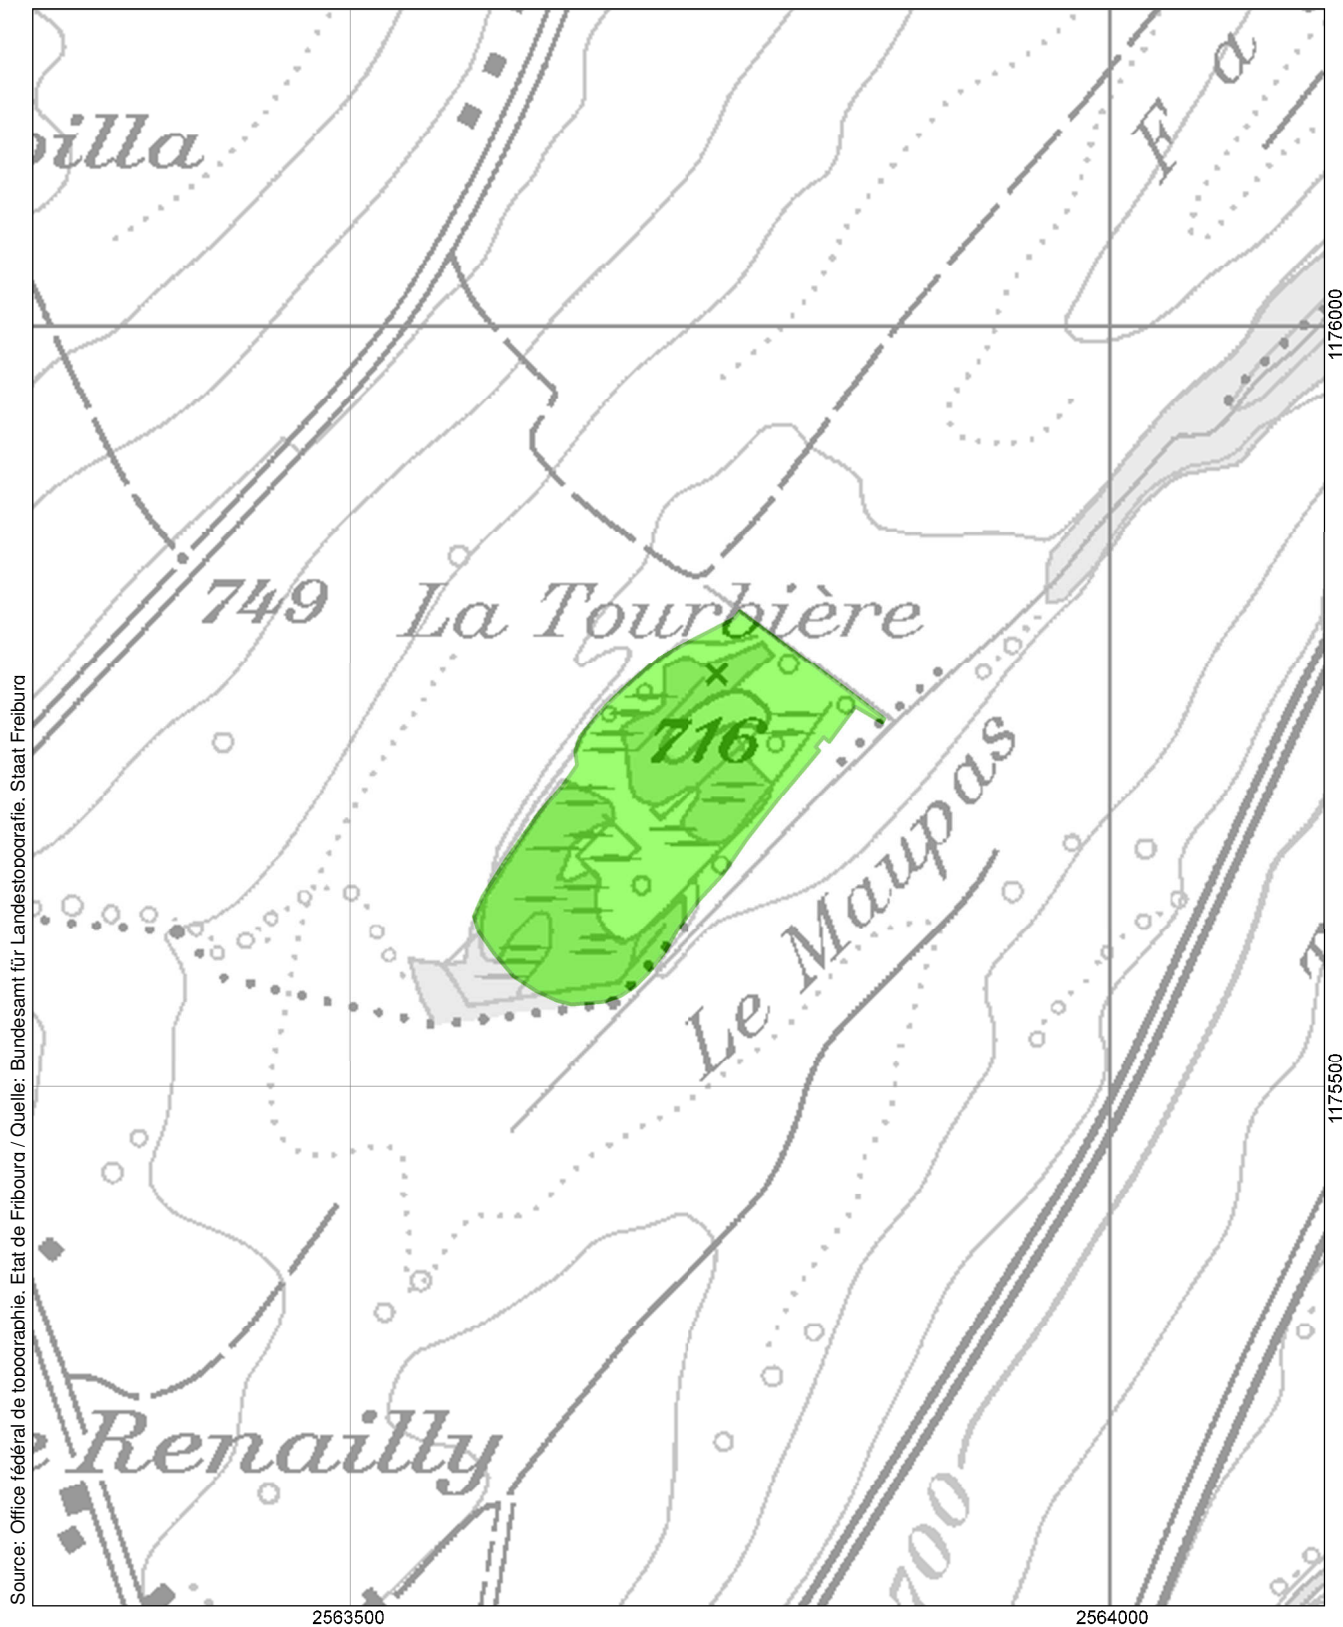 oilla
F a
1176000
749
La Tourbière
716
Le Maupas
1175500
e Renailly
700
2563500
2564000
Source: Office fédéral de topographie, Etat de Fribourg / Quelle: Bundesamt für Landestopografie, Staat Freiburg